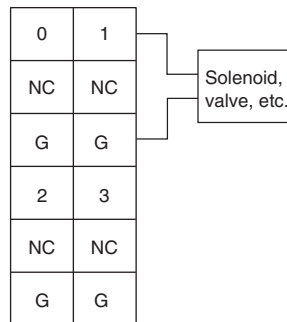 0 1
NC NC
G G
2 3
NC NC
G G
Solenoid,
valve, etc.